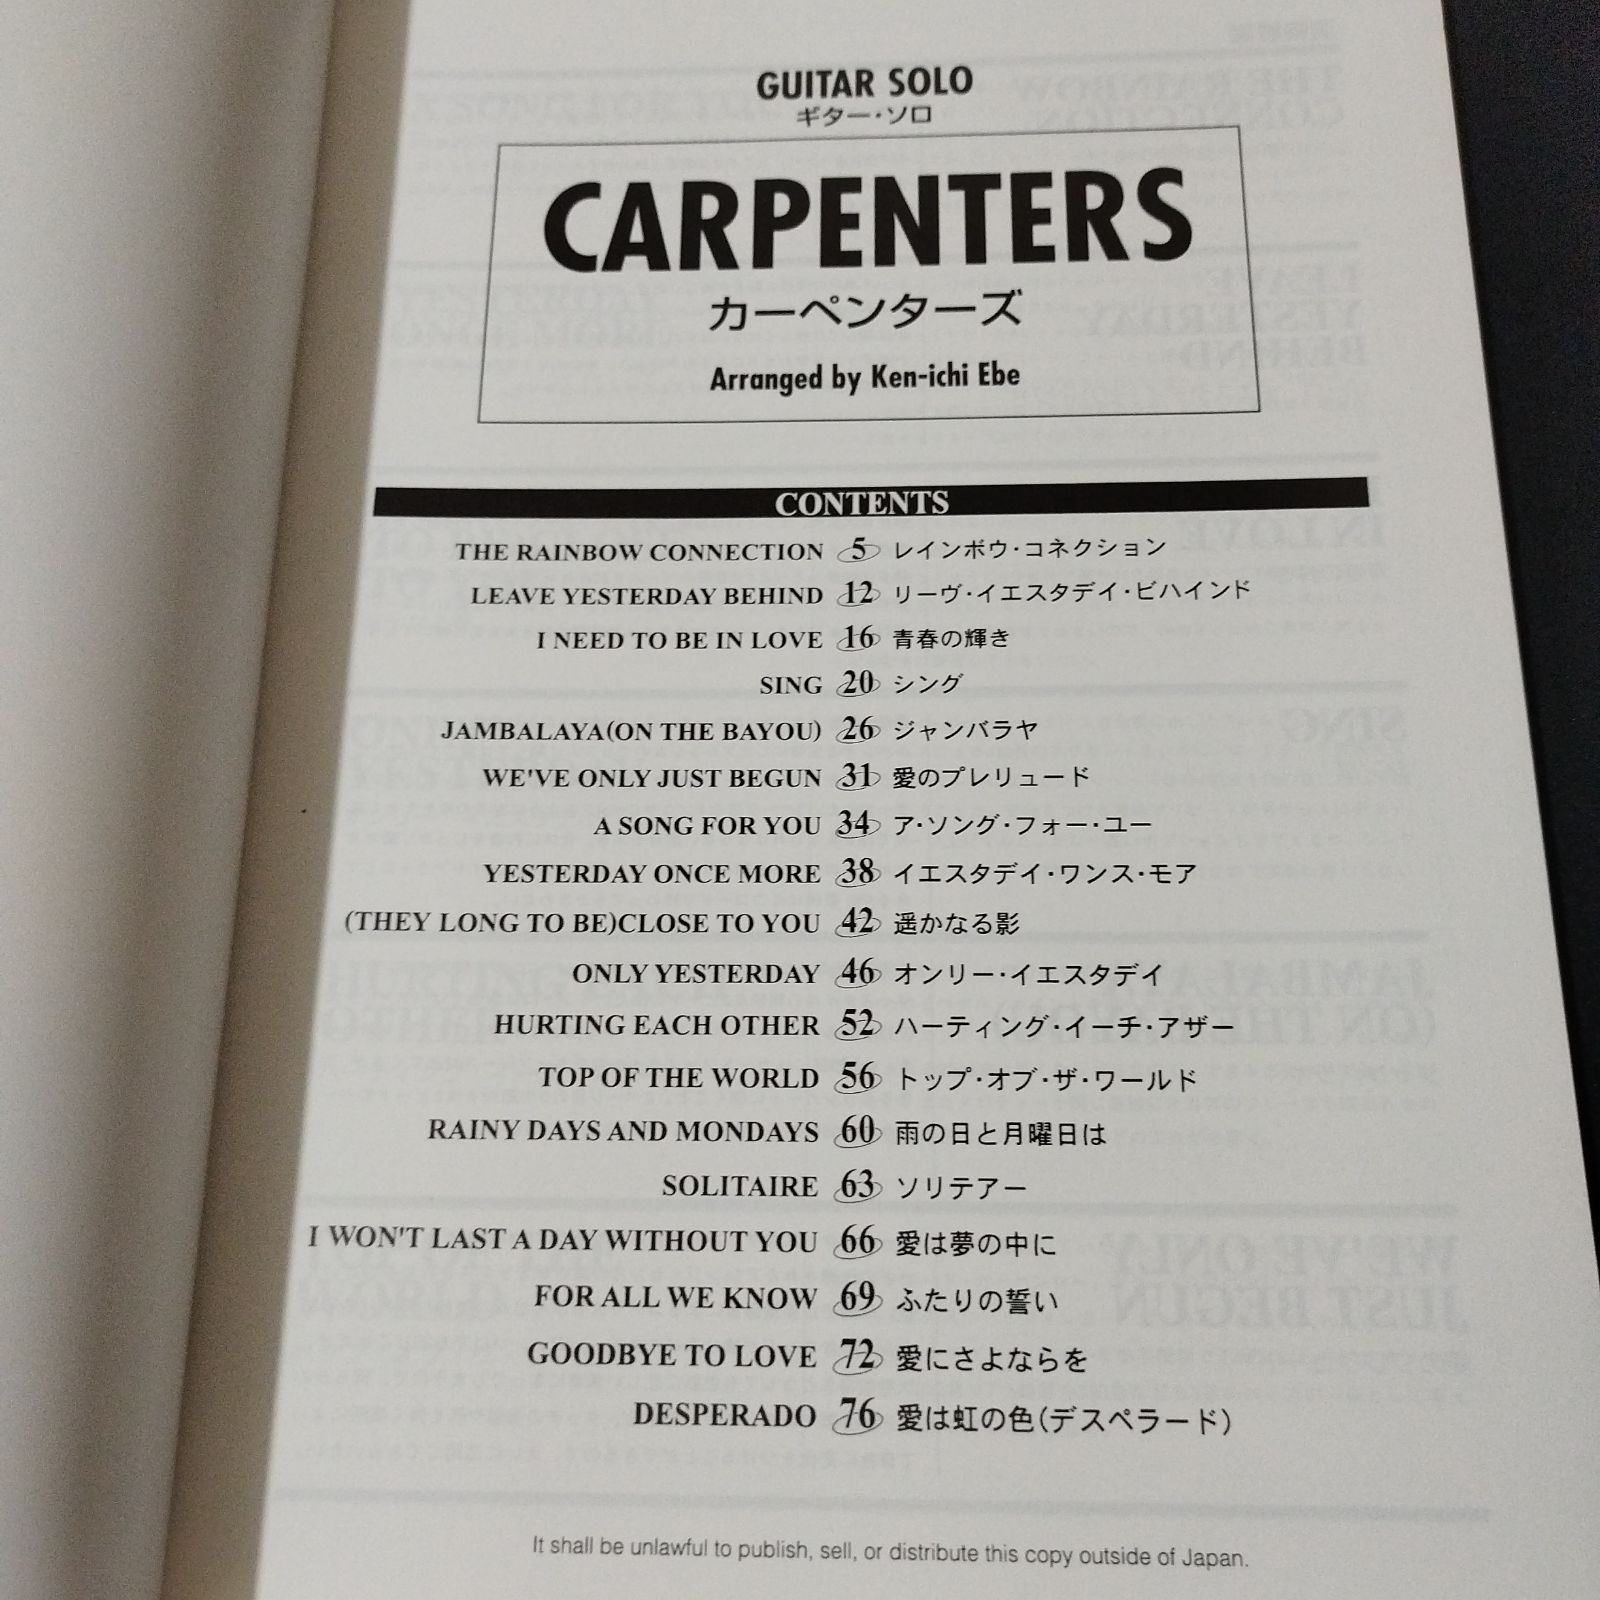 GUITAR SOLO
ギター・ソロ
CARPENTERS
カーペンターズ
Arranged by Ken-ichi Ebe
CONTENTS
THE RAINBOW CONNECTION 5 レインボウ・コネクション
LEAVE YESTERDAY BEHIND 12 リーヴ・イエスタデイ・ビハインド
I NEED TO BE IN LOVE 16 青春の輝き
SING 20 シング
JAMBALAYA(ON THE BAYOU) 26 ジャンバラヤ
WE'VE ONLY JUST BEGUN 31 愛のプレリュード
A SONG FOR YOU 34 ア・ソング・フォー・ユー
YESTERDAY ONCE MORE 38 イエスタデイ・ワンス・モア
(THEY LONG TO BE)CLOSE TO YOU 42 遥かなる影
ONLY YESTERDAY 46 オンリー・イエスタデイ
HURTING EACH OTHER 52 ハーティング・イーチ・アザー
TOP OF THE WORLD 56 トップ・オブ・ザ・ワールド
RAINY DAYS AND MONDAYS 60 雨の日と月曜日は
SOLITAIRE 63 ソリテアー
I WON'T LAST A DAY WITHOUT YOU 66 愛は夢の中に
FOR ALL WE KNOW 69 ふたりの誓い
GOODBYE TO LOVE 72 愛にさよならを
DESPERADO 76 愛は虹の色(デスペラード)
It shall be unlawful to publish, sell, or distribute this copy outside of Japan.